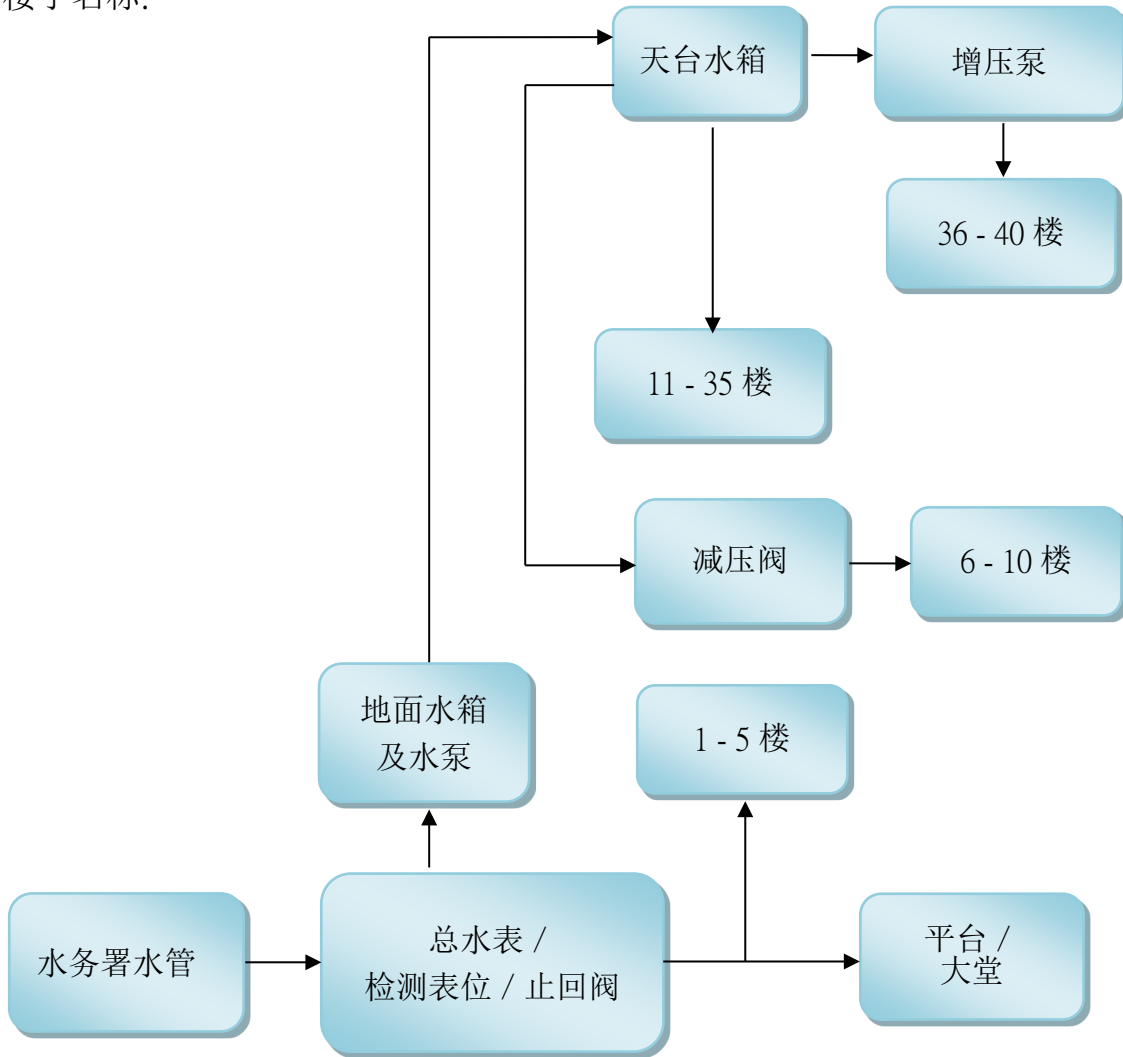 天台水箱
增压泵
36 - 40 楼
11 - 35 楼
减压阀
6 - 10 楼
地面水箱
及水泵
1 - 5 楼
水务署水管
总水表 /
检测表位 / 止回阀
平台 /
大堂